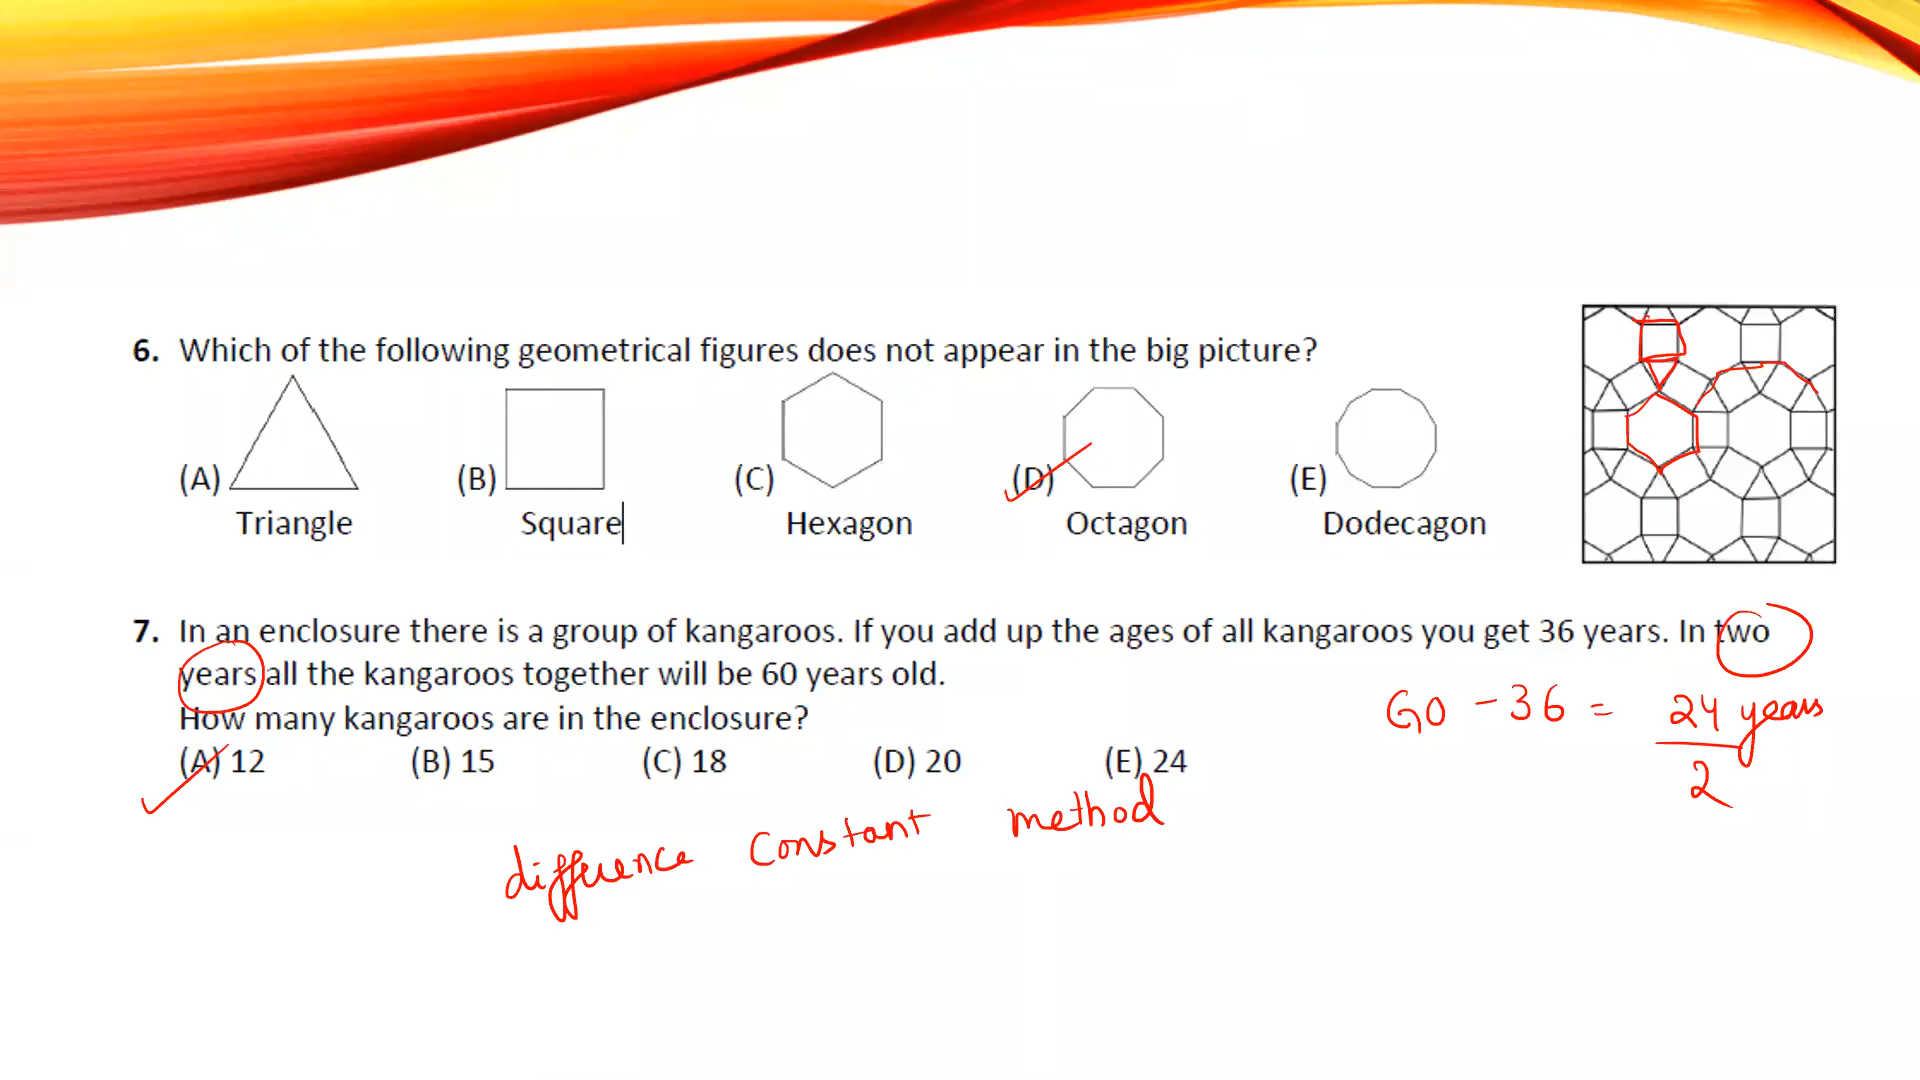 6. Which of the following geometrical figures does not appear in the big picture?
(A) (B) (C) (D) (E)
Triangle Square Hexagon Octagon Dodecagon
7. In an enclosure there is a group of kangaroos. If you add up the ages of all kangaroos you get 36 years. In two
years all the kangaroos together will be 60 years old.
60 - 36 = 24 years
2
How many kangaroos are in the enclosure?
(A) 12 (B) 15 (C) 18 (D) 20 (E) 24
difference constant method